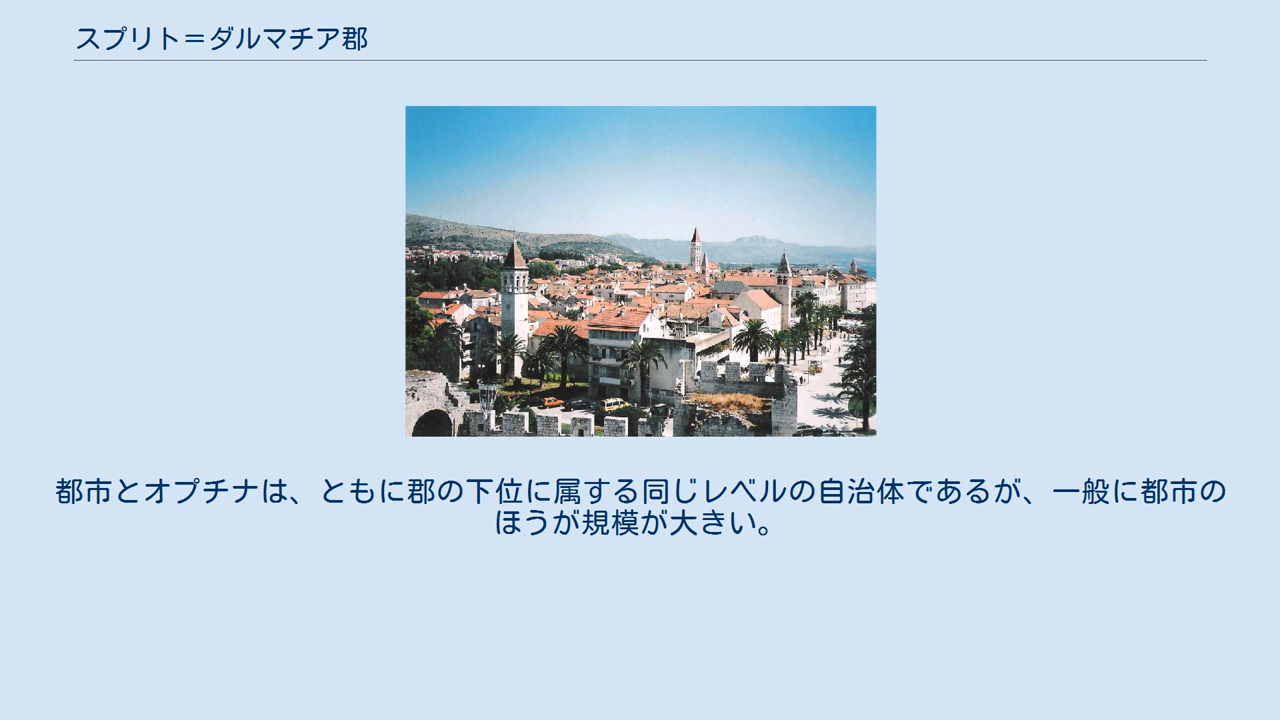 スプリト＝ダルマチア郡
都市とオプチナは、ともに郡の下位に属する同じレベルの自治体であるが、一般に都市の
ほうが規模が大きい。